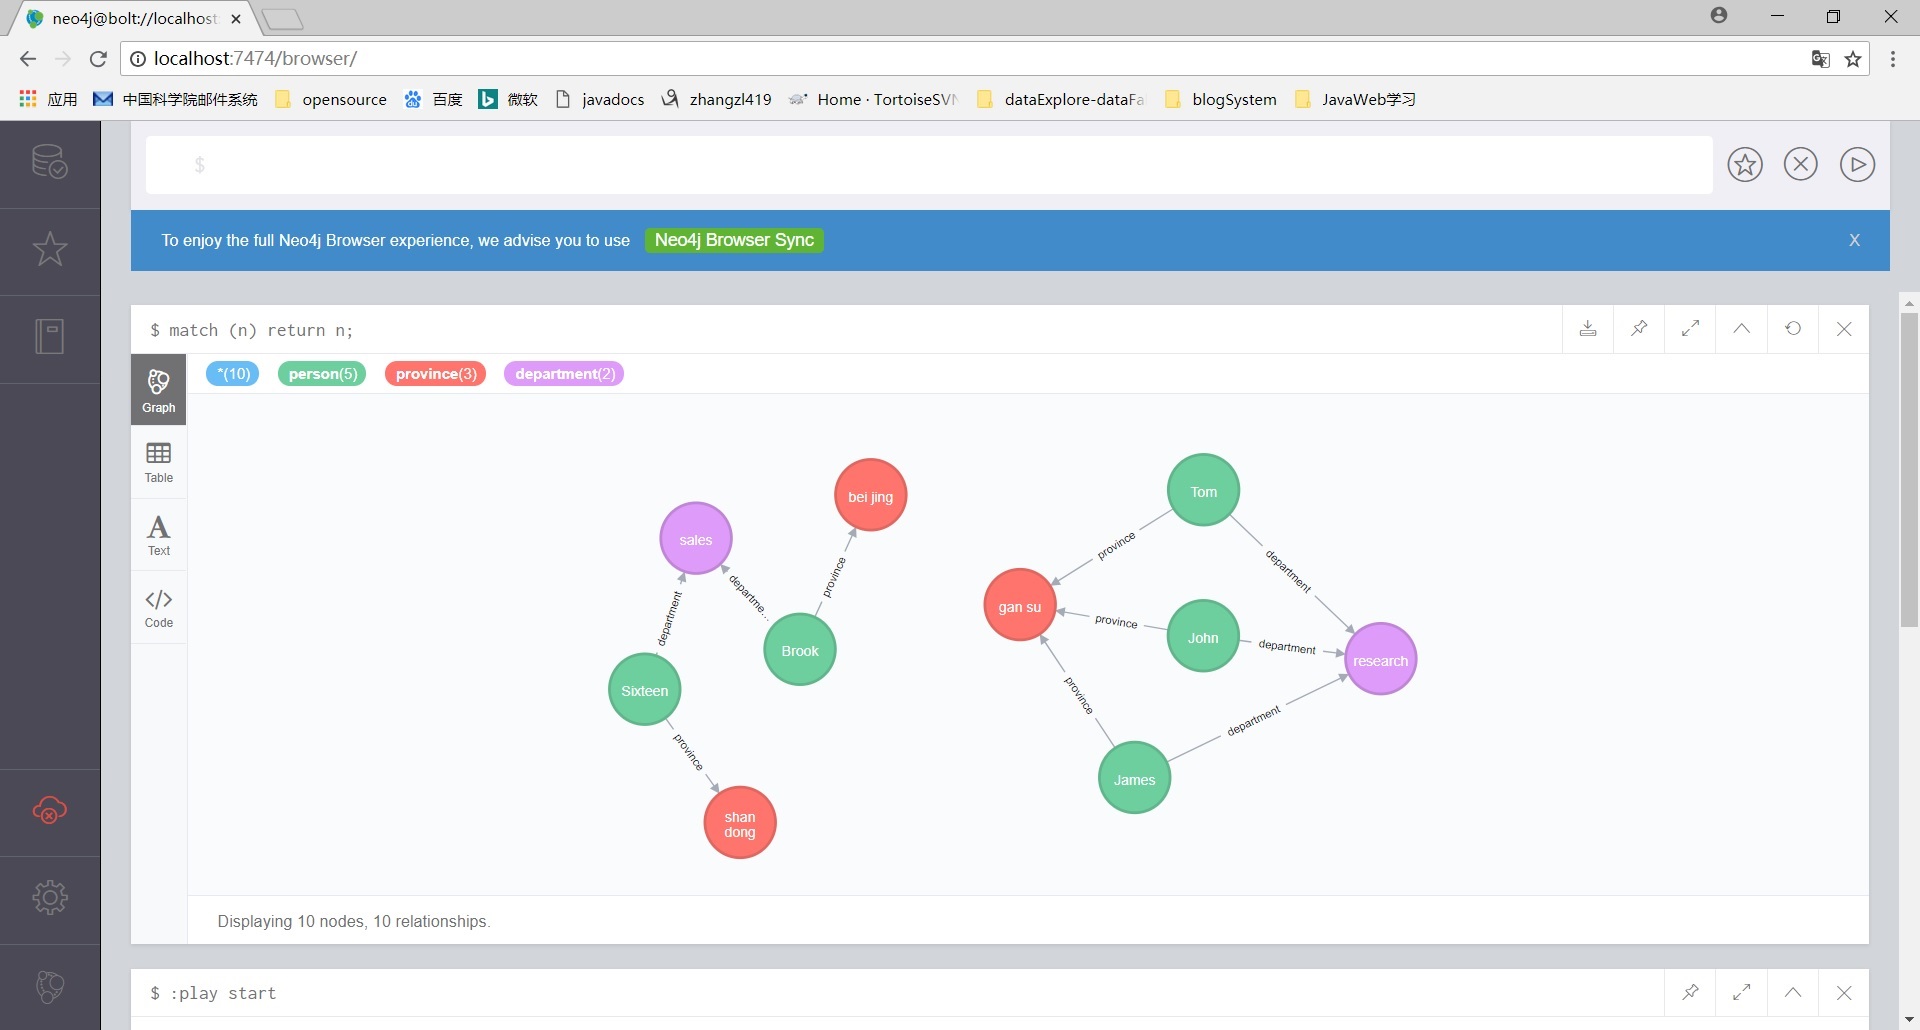 neo4j@bolt://localhost
localhost:7474/browser/
应用 中国科学院邮件系统 opensource 百度 微软 javadocs zhangzl419 Home · TortoiseSVN dataExplore-dataFa blogSystem JavaWeb学习
$
To enjoy the full Neo4j Browser experience, we advise you to use Neo4j Browser Sync X
$ match (n) return n;
*(10) person(5) province(3) department(2)
Graph
Table
A
Text
Code
bei jing
sales
province
departme...
department
Brook
Sixteen
province
shan
dong
Tom
province
department
gan su
province
John
department
research
province
department
James
Displaying 10 nodes, 10 relationships.
$ :play start